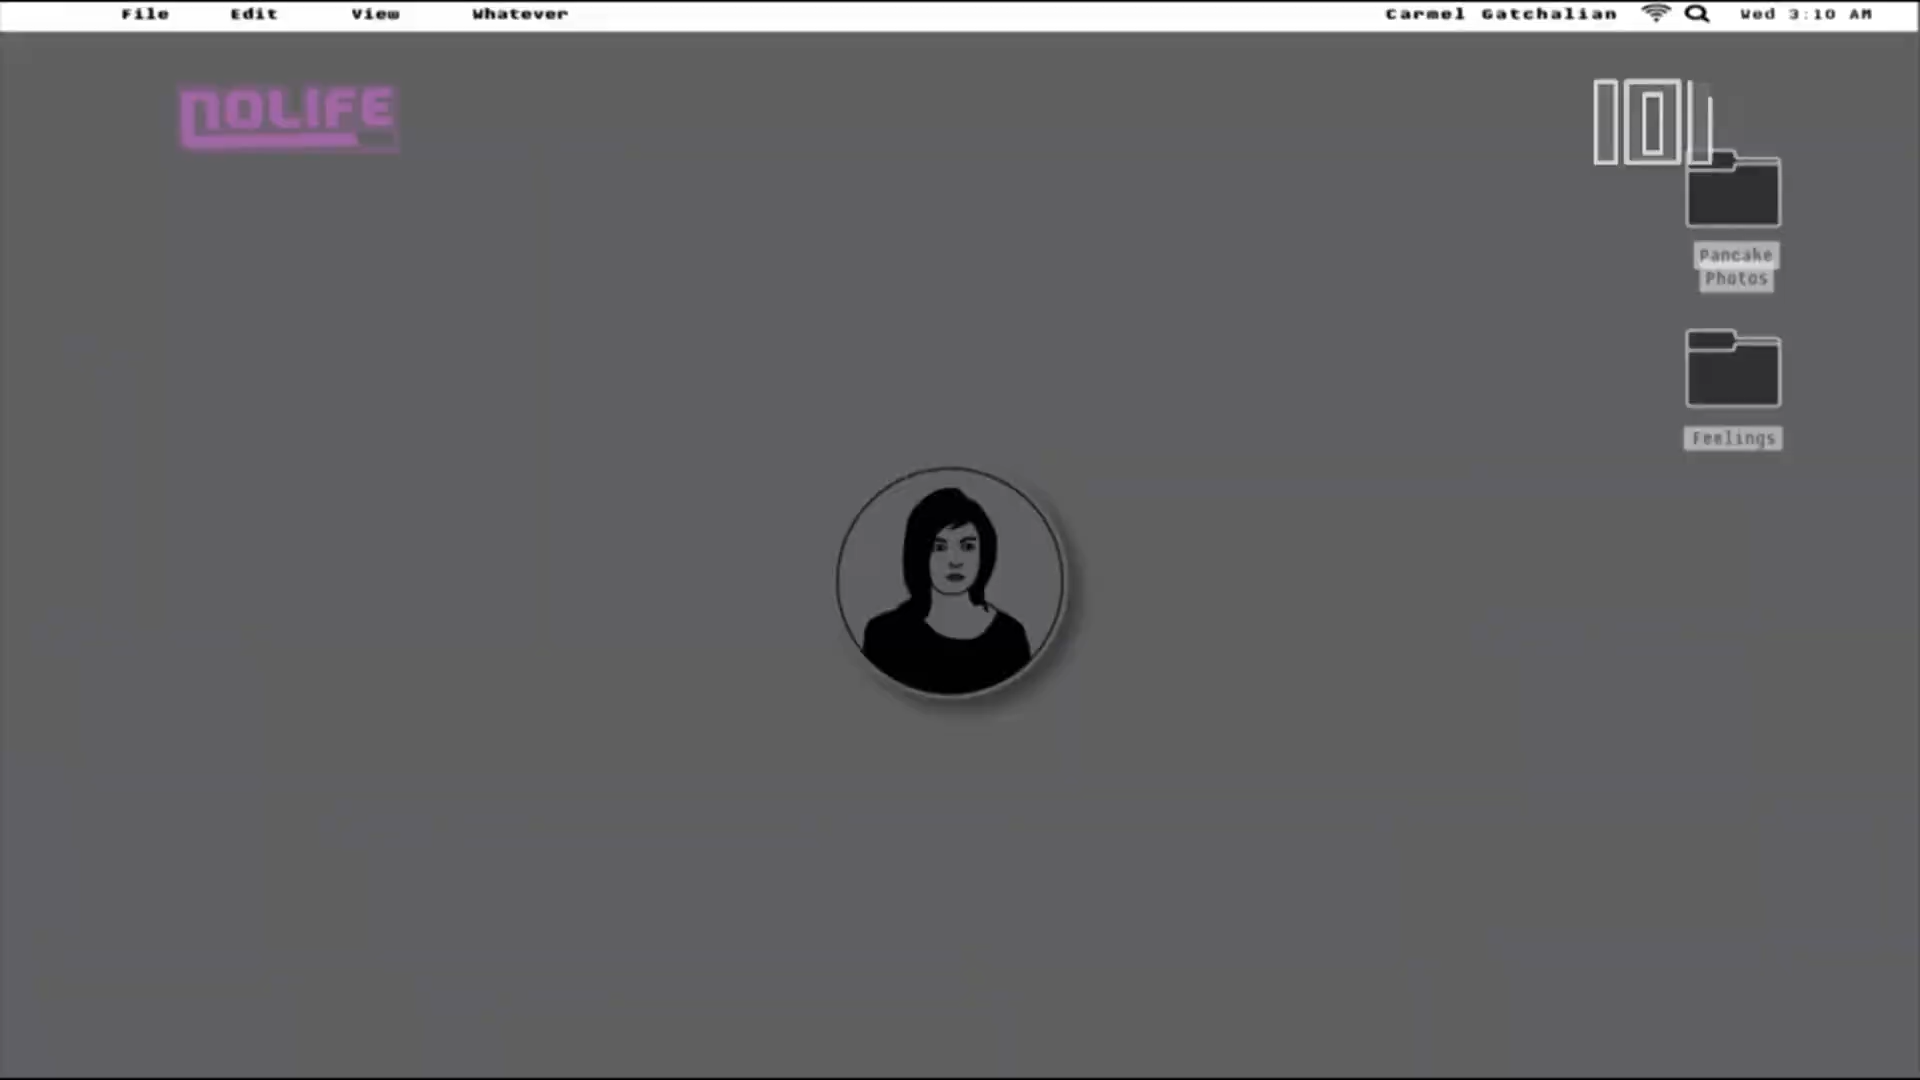 File Edit View Whatever Carmel Gatchalian Wed 3:10 AM
NOLIFE
Pancake
Photos
Feelings